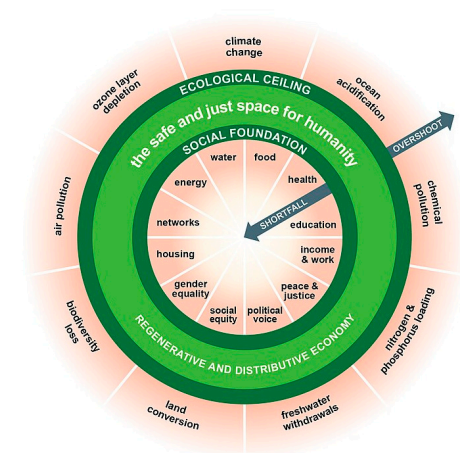 climate
change
ozone layer
depletion
ocean
acidification
ECOLOGICAL CEILING
the safe and just space for humanity
SOCIAL FOUNDATION
OVERSHOOT
water
food
energy
health
air pollution
chemical
pollution
networks
SHORTFALL
education
housing
income
& work
gender
equality
peace &
justice
social
equity
political
voice
biodiversity
loss
nitrogen &
phosphorus loading
REGENERATIVE AND DISTRIBUTIVE ECONOMY
land
conversion
freshwater
withdrawals